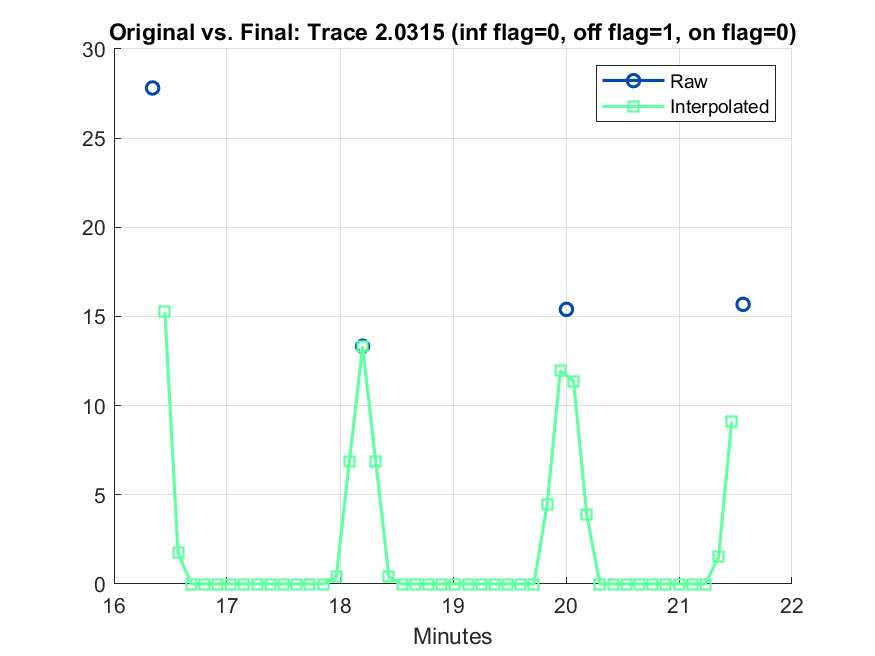 Original vs. Final: Trace 2.0315 (inf flag=0, off flag=1, on flag=0)
30
25
20
15
10
5
0
Raw
Interpolated
16 17 18 19 20 21 22
Minutes